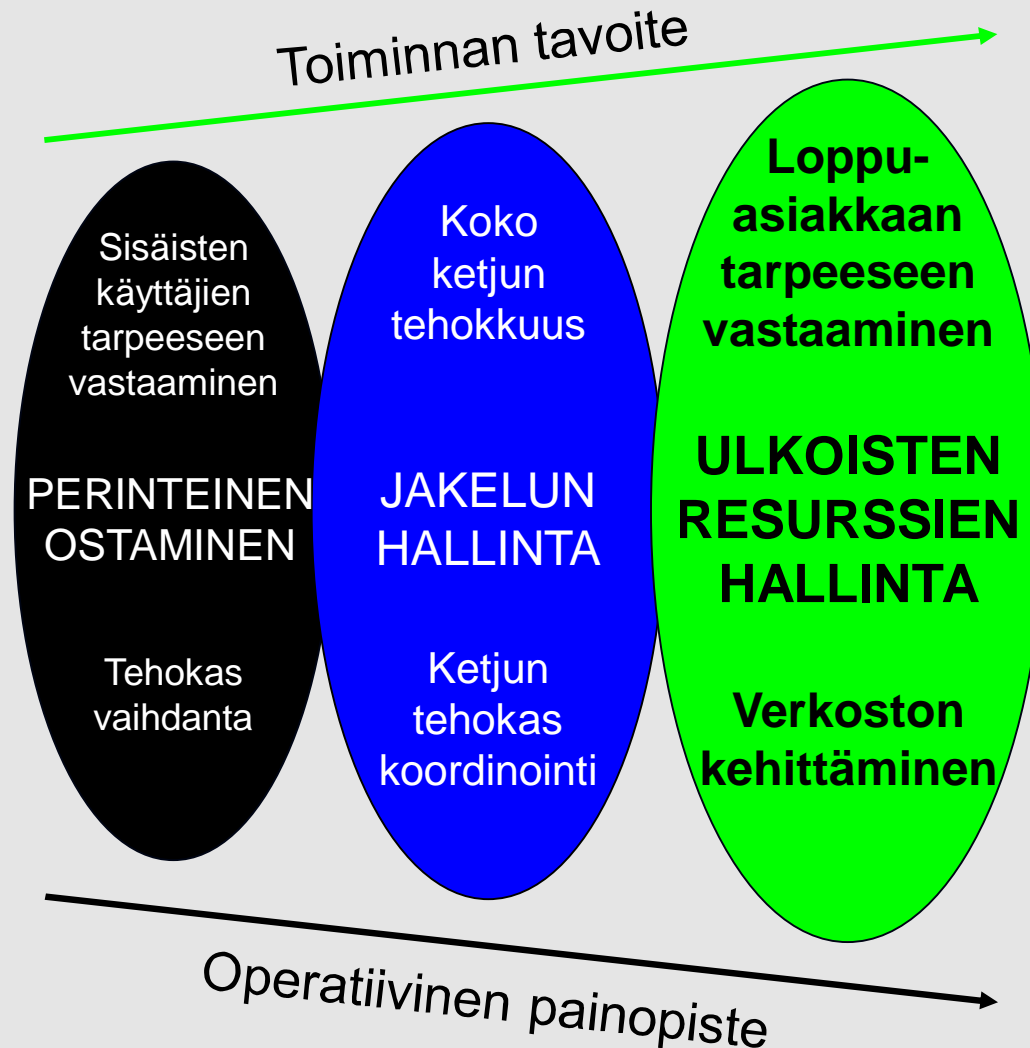 Toiminnan tavoite
Sisäisten
käyttäjien
tarpeeseen
vastaaminen
PERINTEINEN
OSTAMINEN
Tehokas
vaihdanta
Koko
ketjun
tehokkuus
JAKELUN
HALLINTA
Ketjun
tehokas
koordinointi
Loppu-
asiakkaan
tarpeeseen
vastaaminen
ULKOISTEN
RESURSSIEN
HALLINTA
Verkoston
kehittäminen
Operatiivinen painopiste